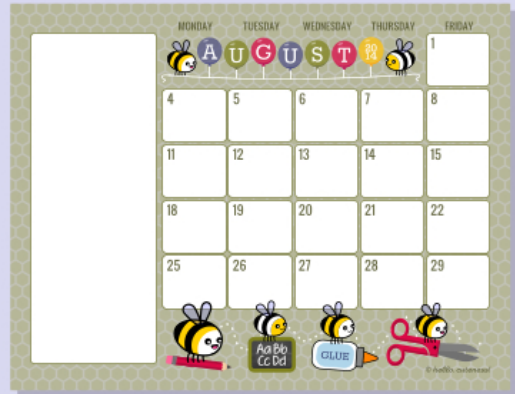 MONDAY TUESDAY WEDNESDAY THURSDAY FRIDAY
AUGUST 2014
1
4 5 6 7 8
11 12 13 14 15
18 19 20 21 22
25 26 27 28 29
Aa Bb
Cc Dd
GLUE